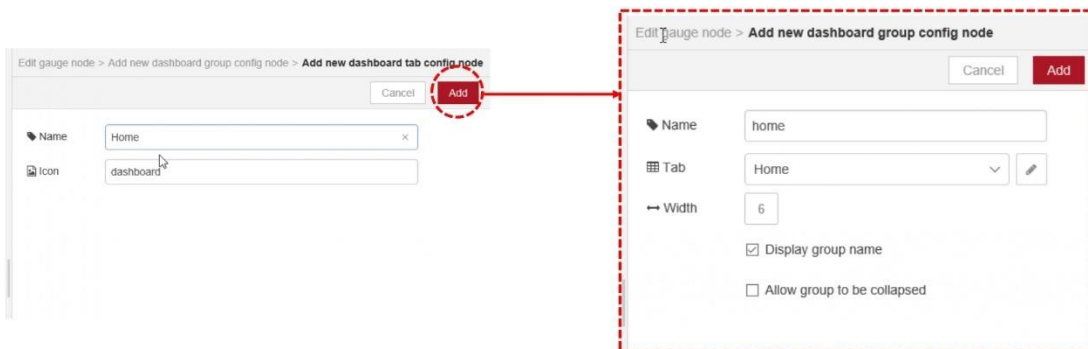 Edit gauge node > Add new dashboard group config node > Add new dashboard tab config node
Cancel
Add
Name
Home
×
Icon
dashboard
Edit gauge node > Add new dashboard group config node
Cancel
Add
Name
home
Tab
Home
Width
6
Display group name
Allow group to be collapsed